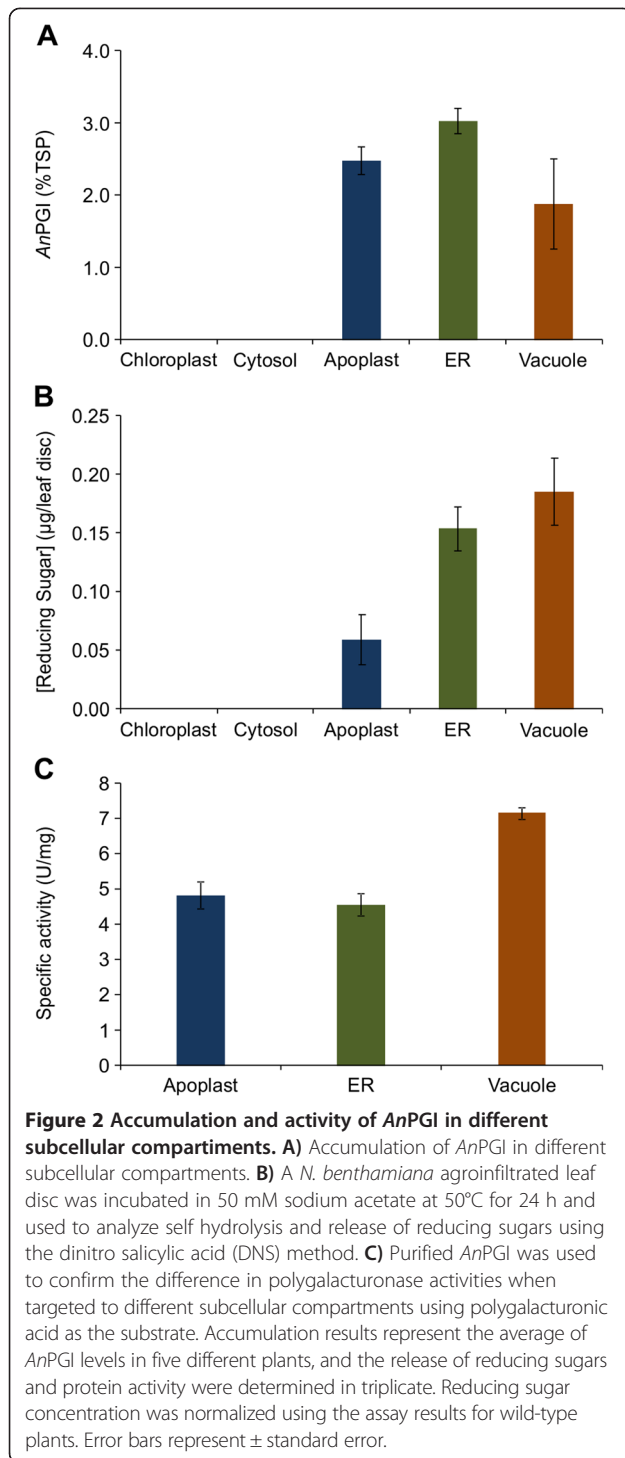 A
4.0
3.0
2.0
1.0
0.0
AnPGI (%TSP)
Chloroplast Cytosol Apoplast ER Vacuole
B
0.25
0.20
0.15
0.10
0.05
0.00
[Reducing Sugar] (µg/leaf disc)
Chloroplast Cytosol Apoplast ER Vacuole
C
8
7
6
5
4
3
2
1
0
Specific activity (U/mg)
Apoplast ER Vacuole
Figure 2 Accumulation and activity of AnPGI in different
subcellular compartiments. A) Accumulation of AnPGI in different
subcellular compartments. B) A N. benthamiana agroinfiltrated leaf
disc was incubated in 50 mM sodium acetate at 50°C for 24 h and
used to analyze self hydrolysis and release of reducing sugars using
the dinitro salicylic acid (DNS) method. C) Purified AnPGI was used
to confirm the difference in polygalacturonase activities when
targeted to different subcellular compartments using polygalacturonic
acid as the substrate. Accumulation results represent the average of
AnPGI levels in five different plants, and the release of reducing sugars
and protein activity were determined in triplicate. Reducing sugar
concentration was normalized using the assay results for wild-type
plants. Error bars represent ± standard error.